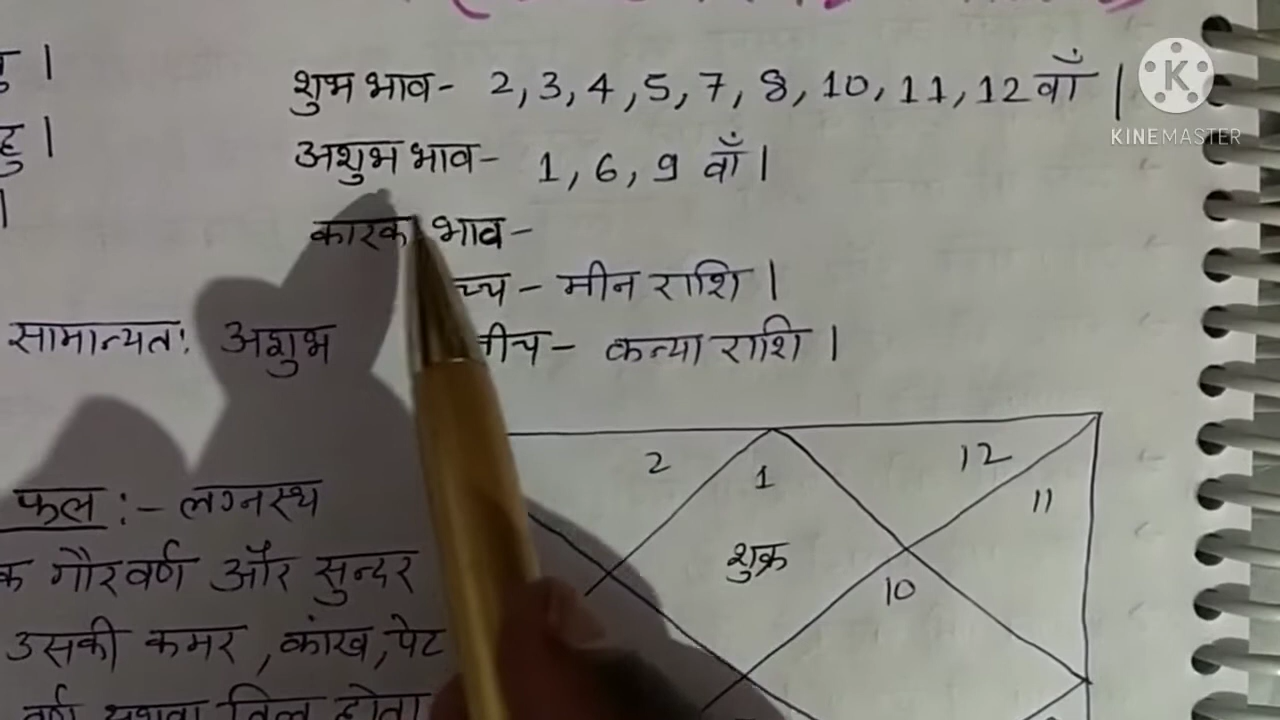 शुभ भाव- 2, 3, 4, 5, 7, 8, 10, 11, 12 वाँ |
अशुभ भाव- 1, 6, 9 वाँ |
कारक भाव-
च्च - मीन राशि |
सामान्यतः अशुभ
नीच- कन्या राशि |
फल :- लग्नस्थ
क गौरवर्ण और सुन्दर
उसकी कमर, कांख, पेट
अथवा तिल होता
2
1
12
11
शुक्र
10
K
KINEMASTER